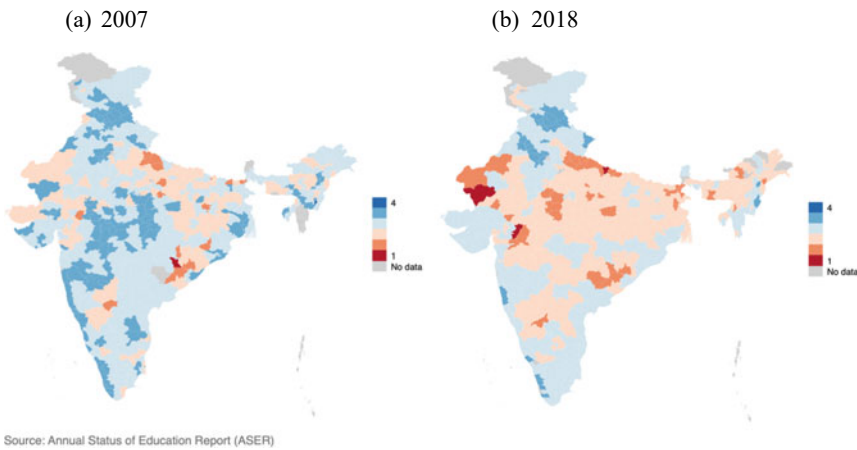 (a) 2007
(b) 2018
4
1
No data
4
1
No data
Source: Annual Status of Education Report (ASER)